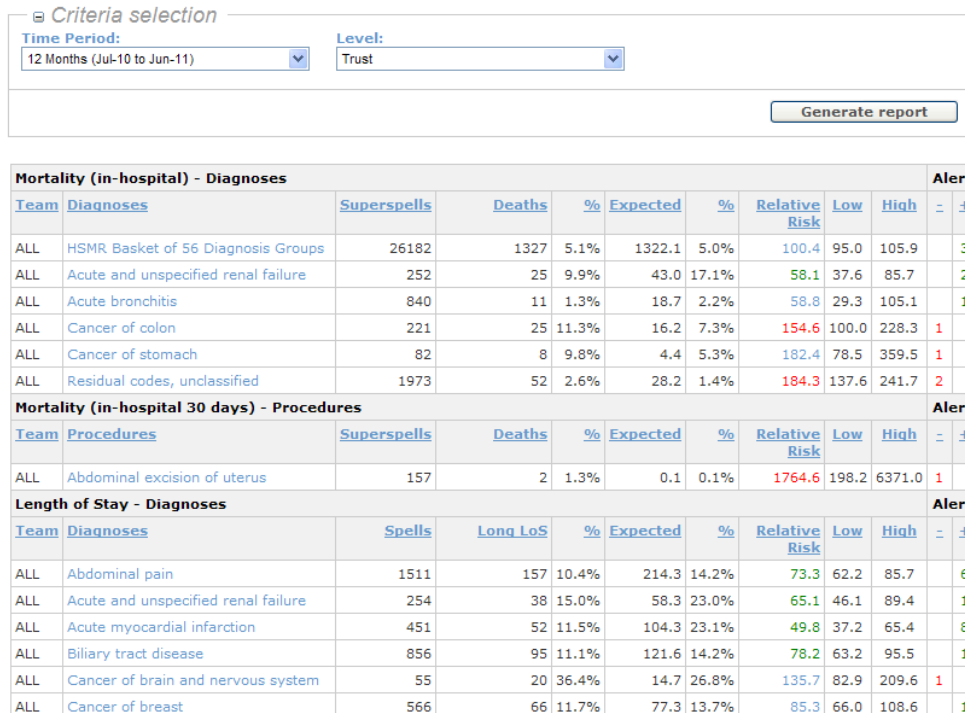 Criteria selection
Time Period: Level:
12 Months (Jul-10 to Jun-11) Trust
Generate report
Mortality (in-hospital) - Diagnoses Aler
Team Diagnoses Superspells Deaths % Expected % Relative Risk Low High - +
ALL HSMR Basket of 56 Diagnosis Groups 26182 1327 5.1% 1322.1 5.0% 100.4 95.0 105.9 3
ALL Acute and unspecified renal failure 252 25 9.9% 43.0 17.1% 58.1 37.6 85.7 2
ALL Acute bronchitis 840 11 1.3% 18.7 2.2% 58.8 29.3 105.1 1
ALL Cancer of colon 221 25 11.3% 16.2 7.3% 154.6 100.0 228.3 1
ALL Cancer of stomach 82 8 9.8% 4.4 5.3% 182.4 78.5 359.5 1
ALL Residual codes, unclassified 1973 52 2.6% 28.2 1.4% 184.3 137.6 241.7 2
Mortality (in-hospital 30 days) - Procedures Aler
Team Procedures Superspells Deaths % Expected % Relative Risk Low High - +
ALL Abdominal excision of uterus 157 2 1.3% 0.1 0.1% 1764.6 198.2 6371.0 1
Length of Stay - Diagnoses Aler
Team Diagnoses Spells Long LoS % Expected % Relative Risk Low High - +
ALL Abdominal pain 1511 157 10.4% 214.3 14.2% 73.3 62.2 85.7 6
ALL Acute and unspecified renal failure 254 38 15.0% 58.3 23.0% 65.1 46.1 89.4 1
ALL Acute myocardial infarction 451 52 11.5% 104.3 23.1% 49.8 37.2 65.4 8
ALL Biliary tract disease 856 95 11.1% 121.6 14.2% 78.2 63.2 95.5 1
ALL Cancer of brain and nervous system 55 20 36.4% 14.7 26.8% 135.7 82.9 209.6 1
ALL Cancer of breast 566 66 11.7% 77.3 13.7% 85.3 66.0 108.6 1